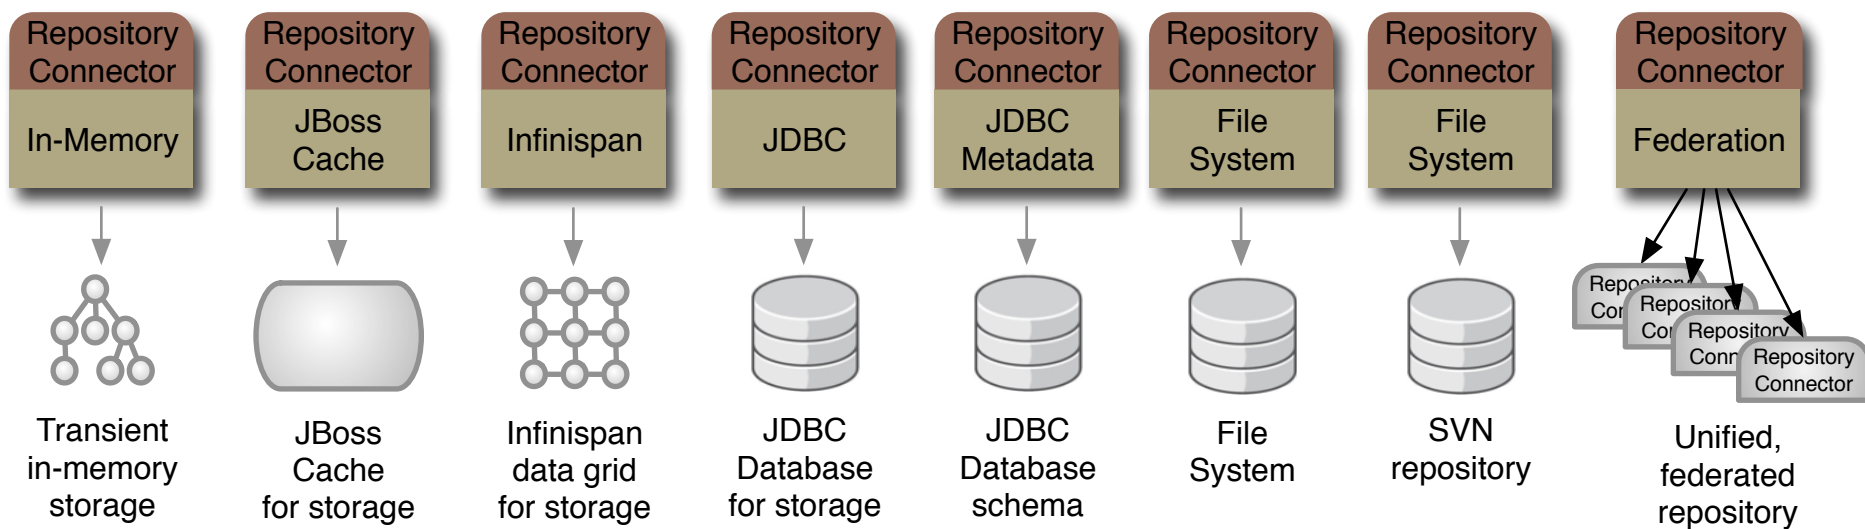 Repository
Connector
In-Memory
Transient
in-memory
storage
Repository
Connector
JBoss
Cache
JBoss
Cache
for storage
Repository
Connector
Infinispan
Infinispan
data grid
for storage
Repository
Connector
JDBC
JDBC
Database
for storage
Repository
Connector
JDBC
Metadata
JDBC
Database
schema
Repository
Connector
File
System
File
System
Repository
Connector
File
System
SVN
repository
Repository
Connector
Federation
Repository
Repository
Repository
Repository
Connector
Unified,
federated
repository